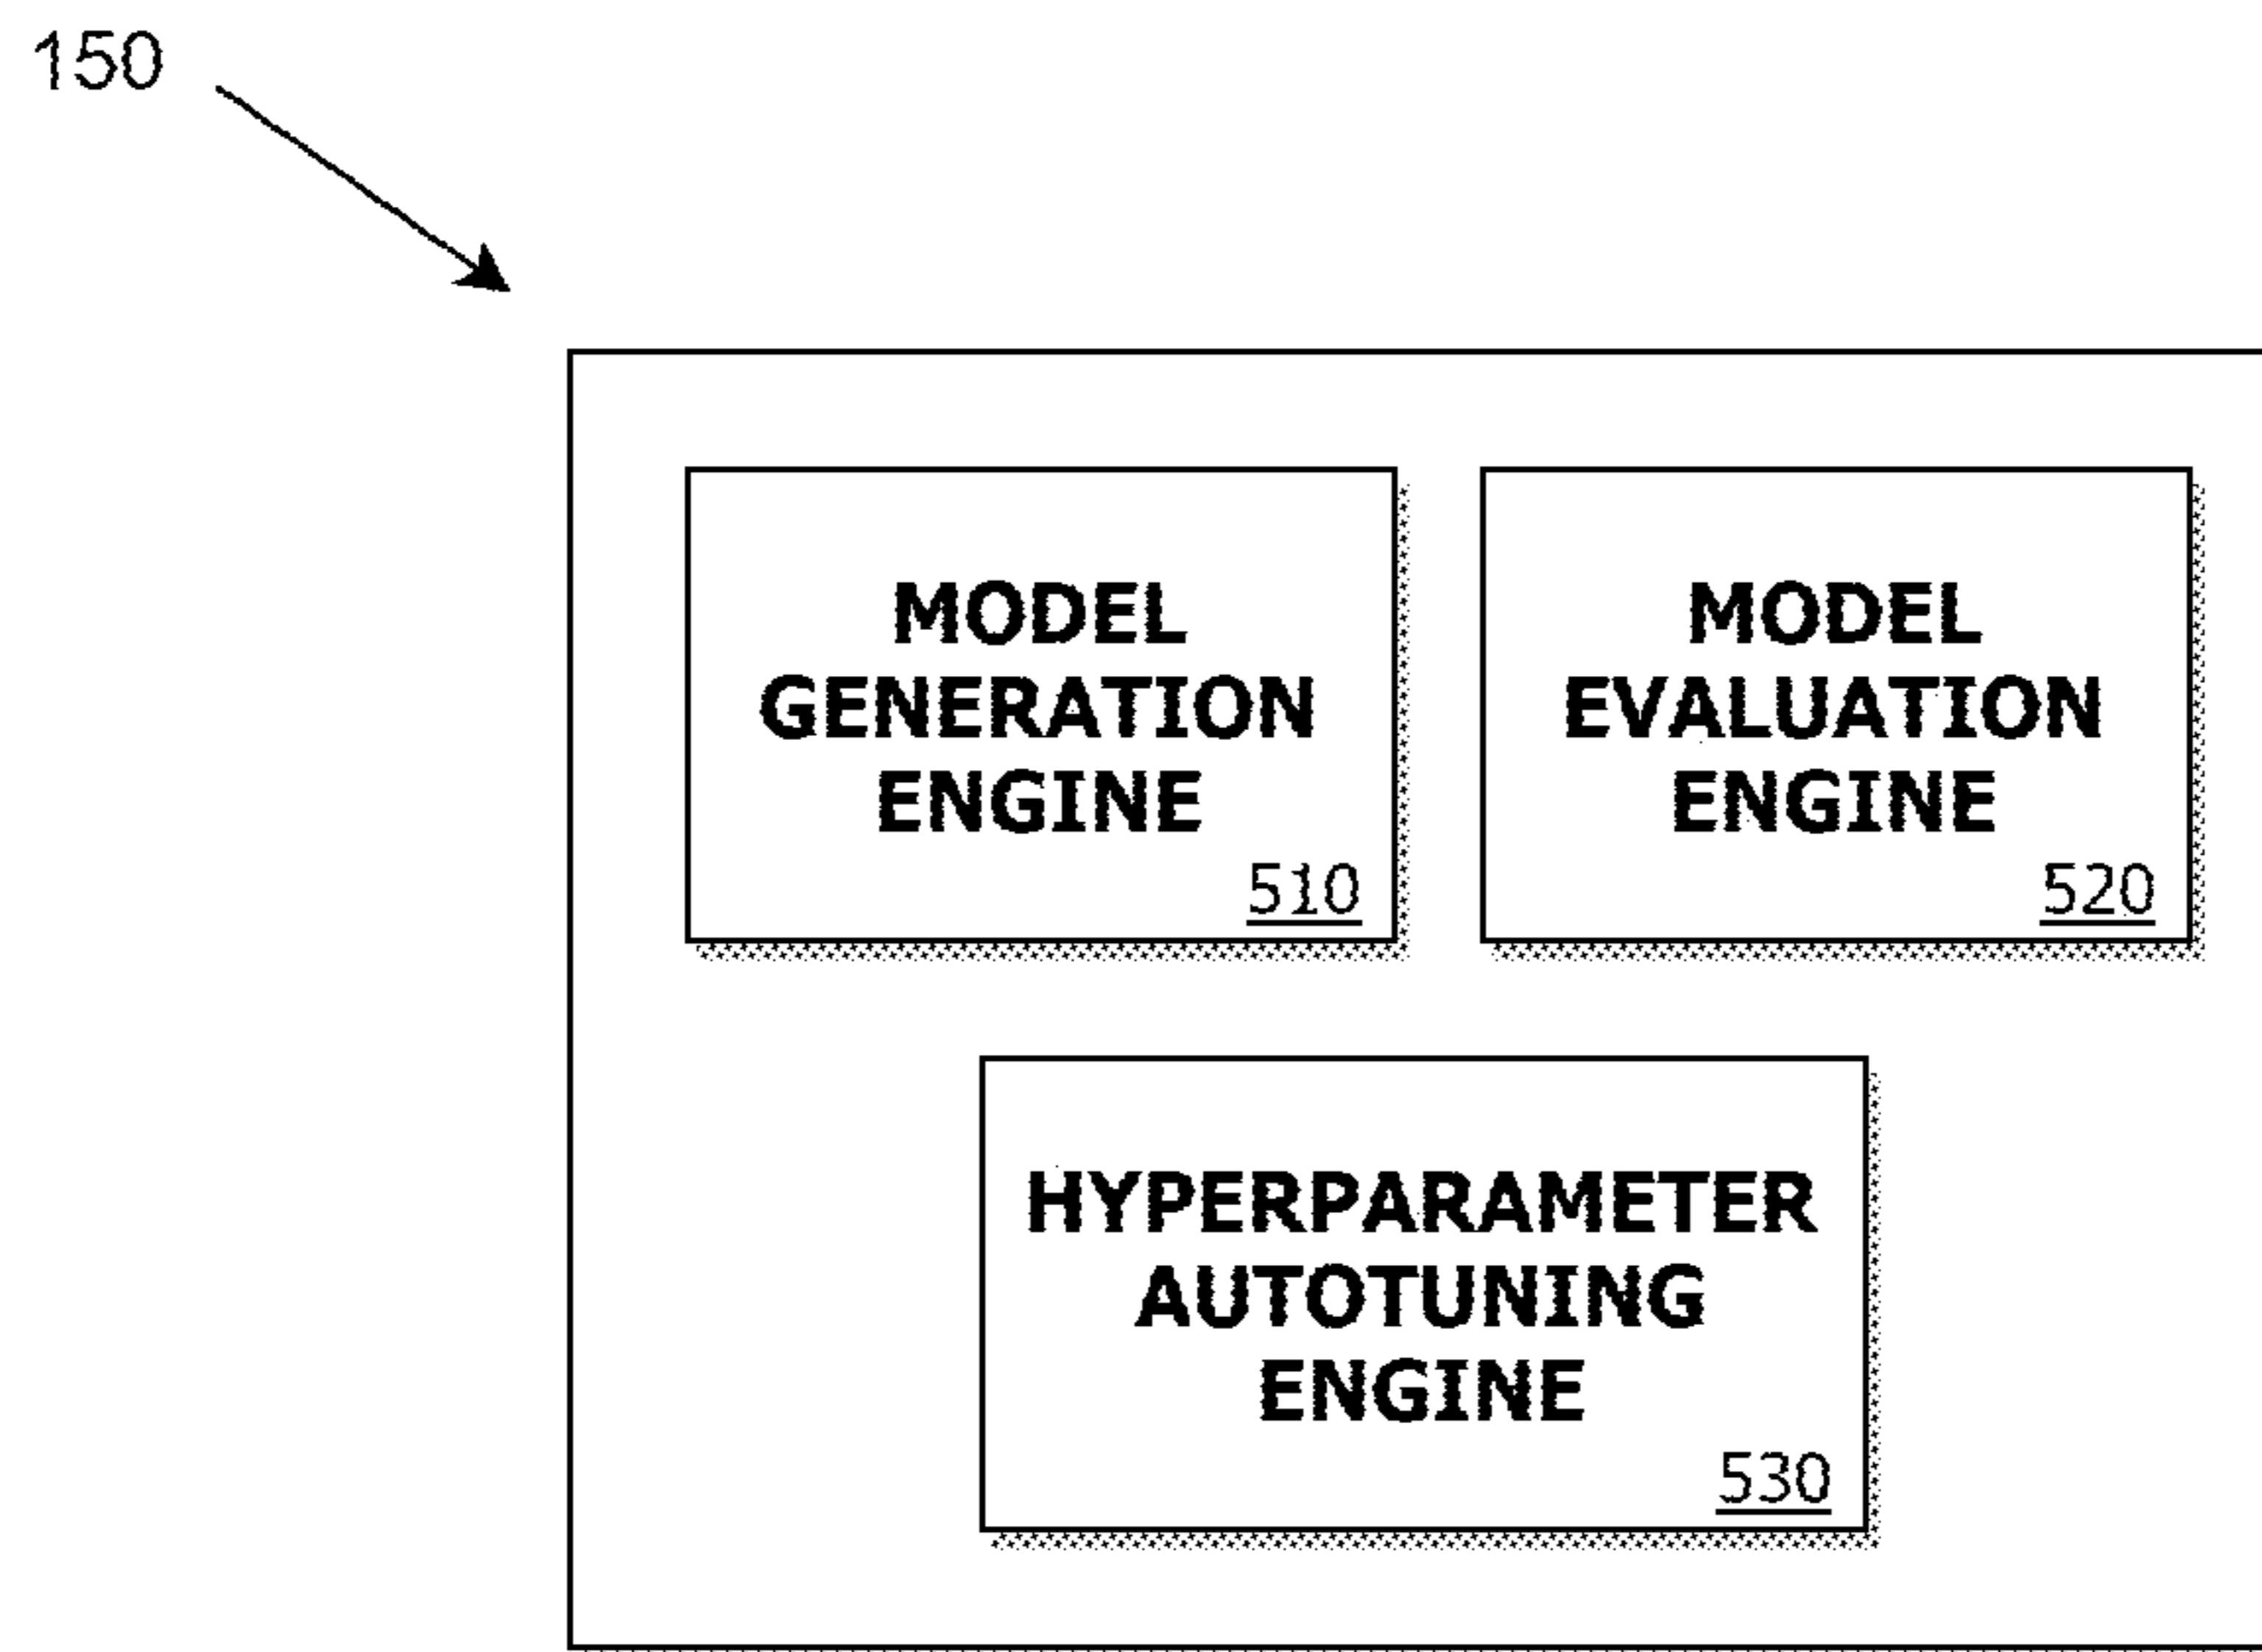 150
MODEL
GENERATION
ENGINE
510
MODEL
EVALUATION
ENGINE
520
HYPERPARAMETER
AUTOTUNING
ENGINE
530